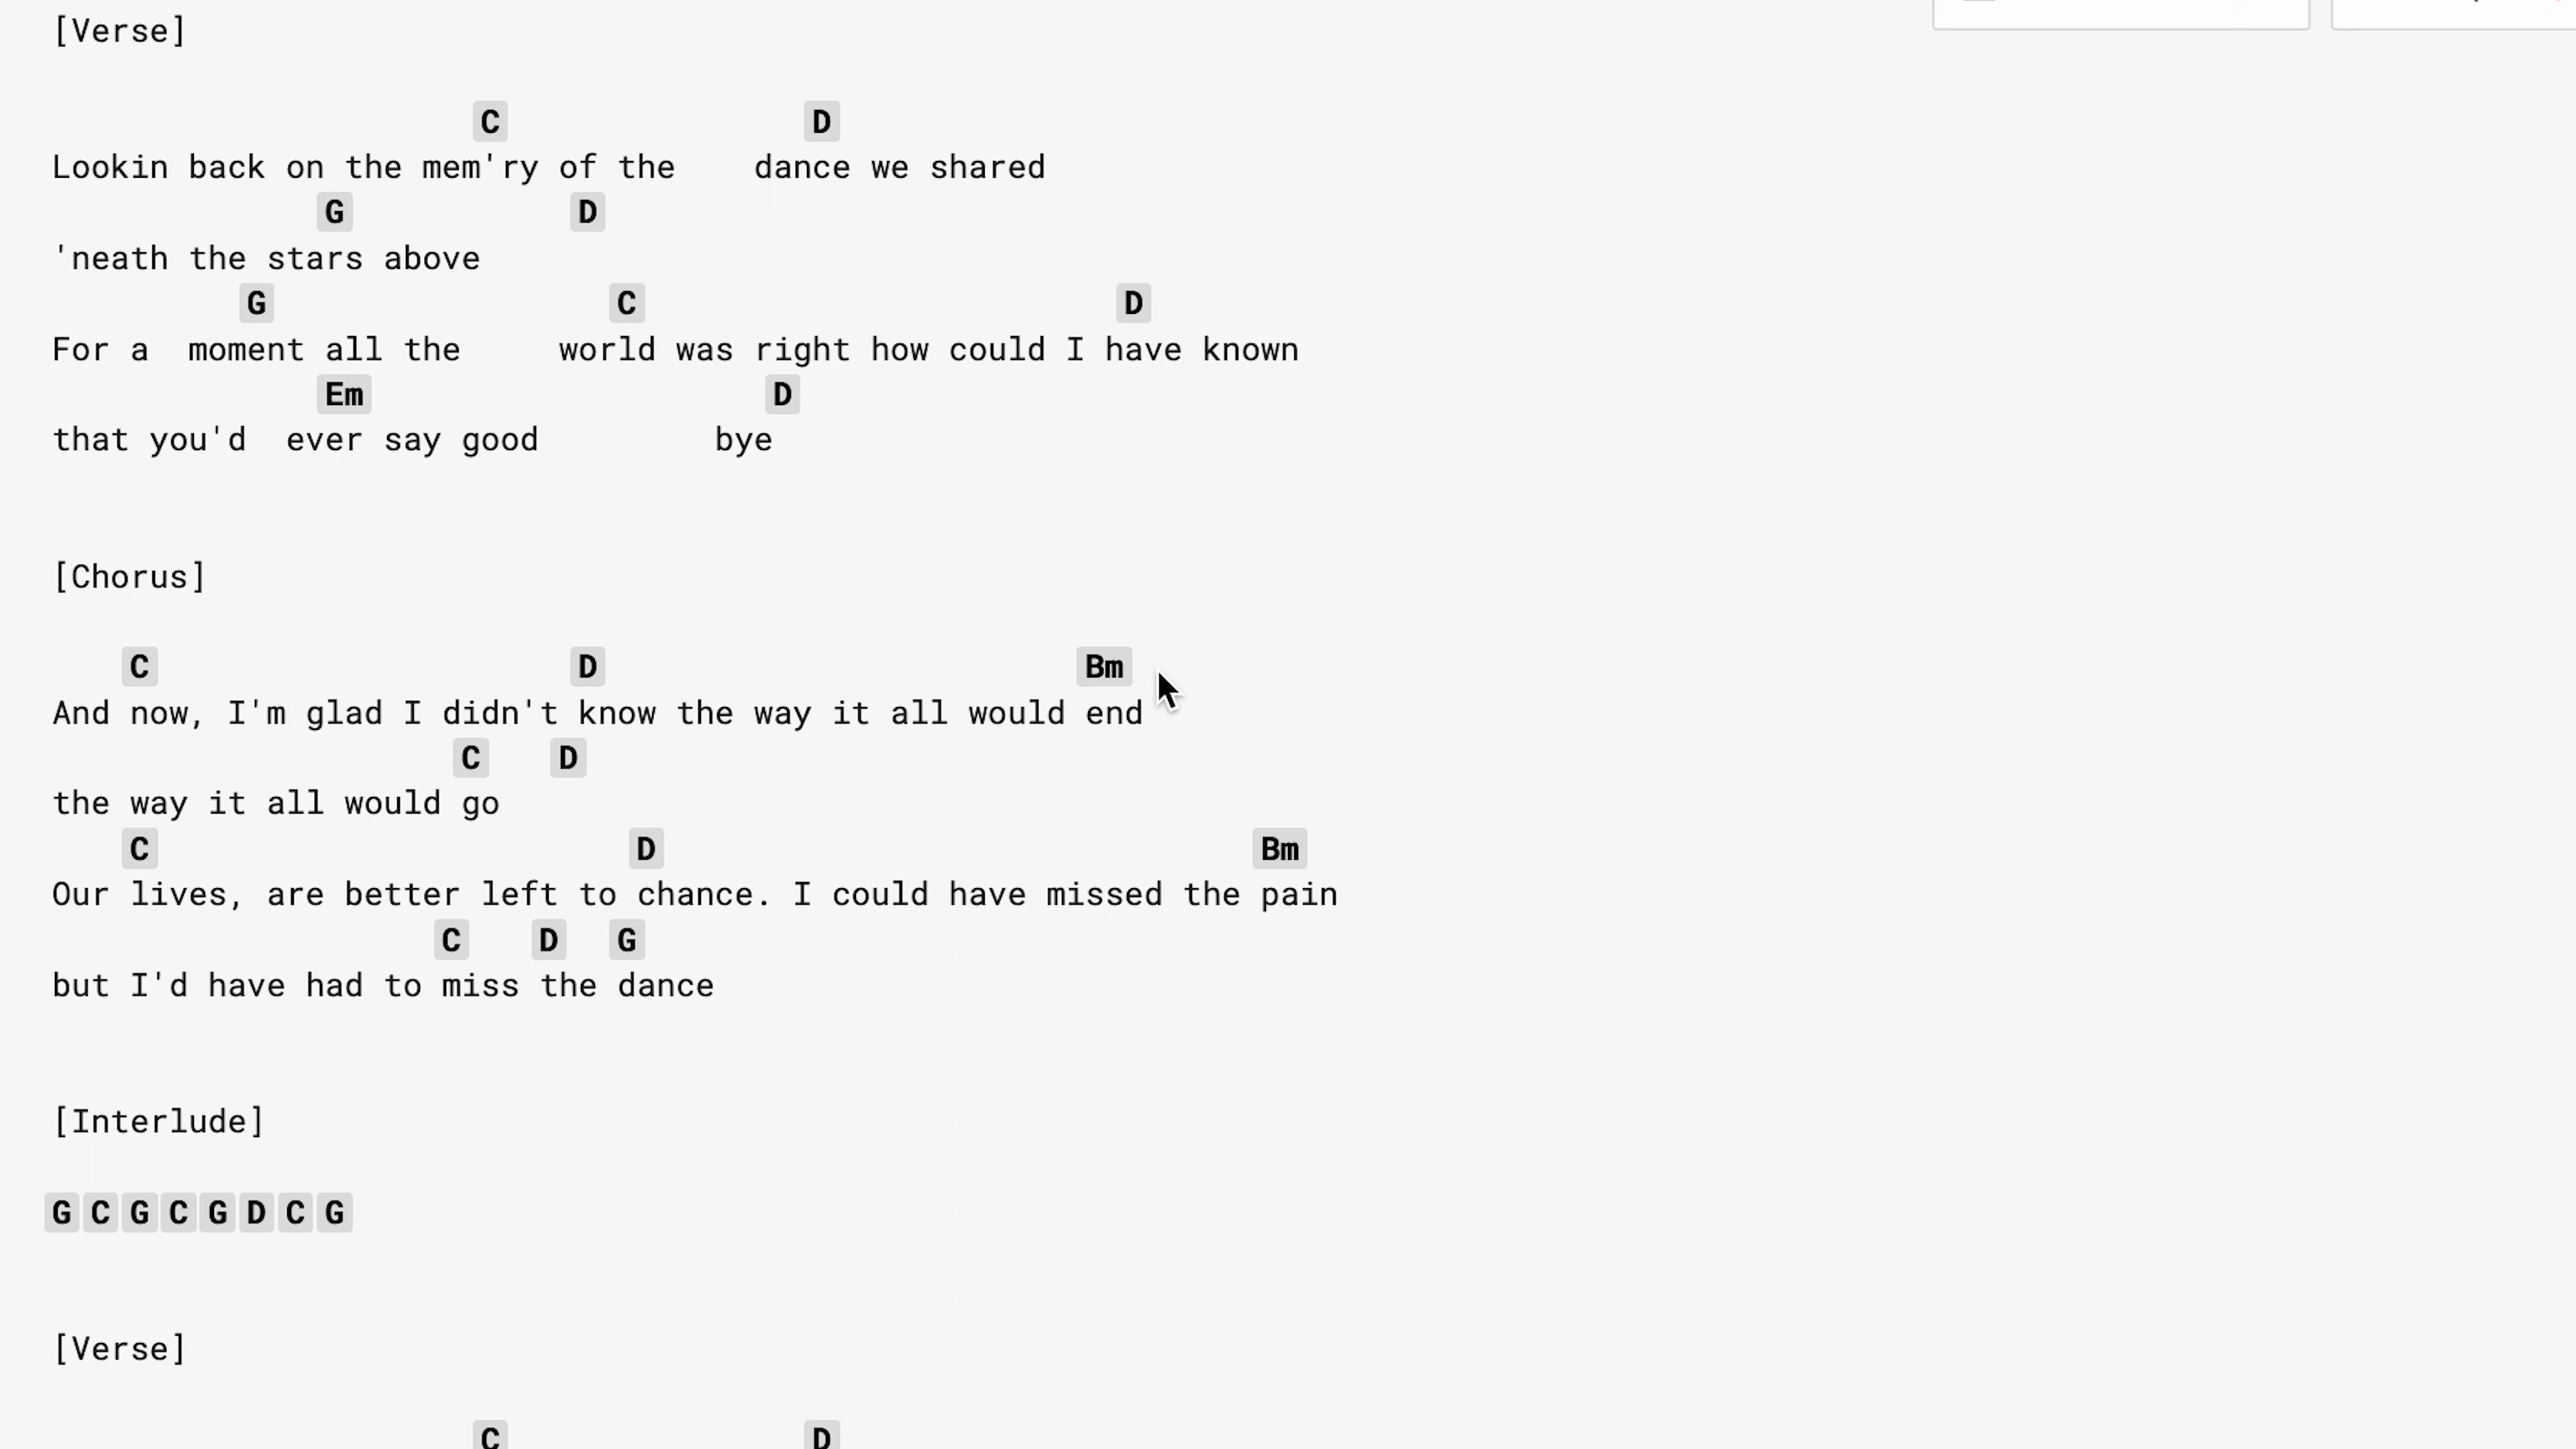 [Verse]
C D
Lookin back on the mem'ry of the dance we shared
G D
'neath the stars above
G C D
For a moment all the world was right how could I have known
Em D
that you'd ever say good bye
[Chorus]
C D Bm
And now, I'm glad I didn't know the way it all would end
C D
the way it all would go
C D Bm
Our lives, are better left to chance. I could have missed the pain
C D G
but I'd have had to miss the dance
[Interlude]
G C G C G D C G
[Verse]
C D